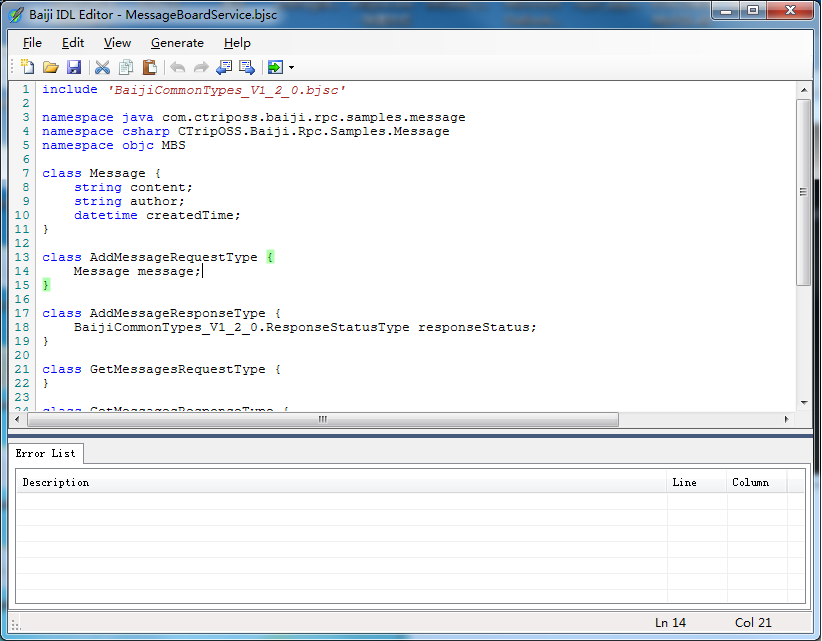 Baiji IDL Editor - MessageBoardService.bjsc
File Edit View Generate Help
1 include 'BaijiCommonTypes_V1_2_0.bjsc'
2
3 namespace java com.ctriposs.baiji.rpc.samples.message
4 namespace csharp CTripOSS.Baiji.Rpc.Samples.Message
5 namespace objc MBS
6
7 class Message {
8 string content;
9 string author;
10 datetime createdTime;
11 }
12
13 class AddMessageRequestType {
14 Message message;
15 }
16
17 class AddMessageResponseType {
18 BaijiCommonTypes_V1_2_0.ResponseStatusType responseStatus;
19 }
20
21 class GetMessagesRequestType {
22 }
23
24 class GetMessagesResponseType {
Error List
Description Line Column
Ln 14 Col 21